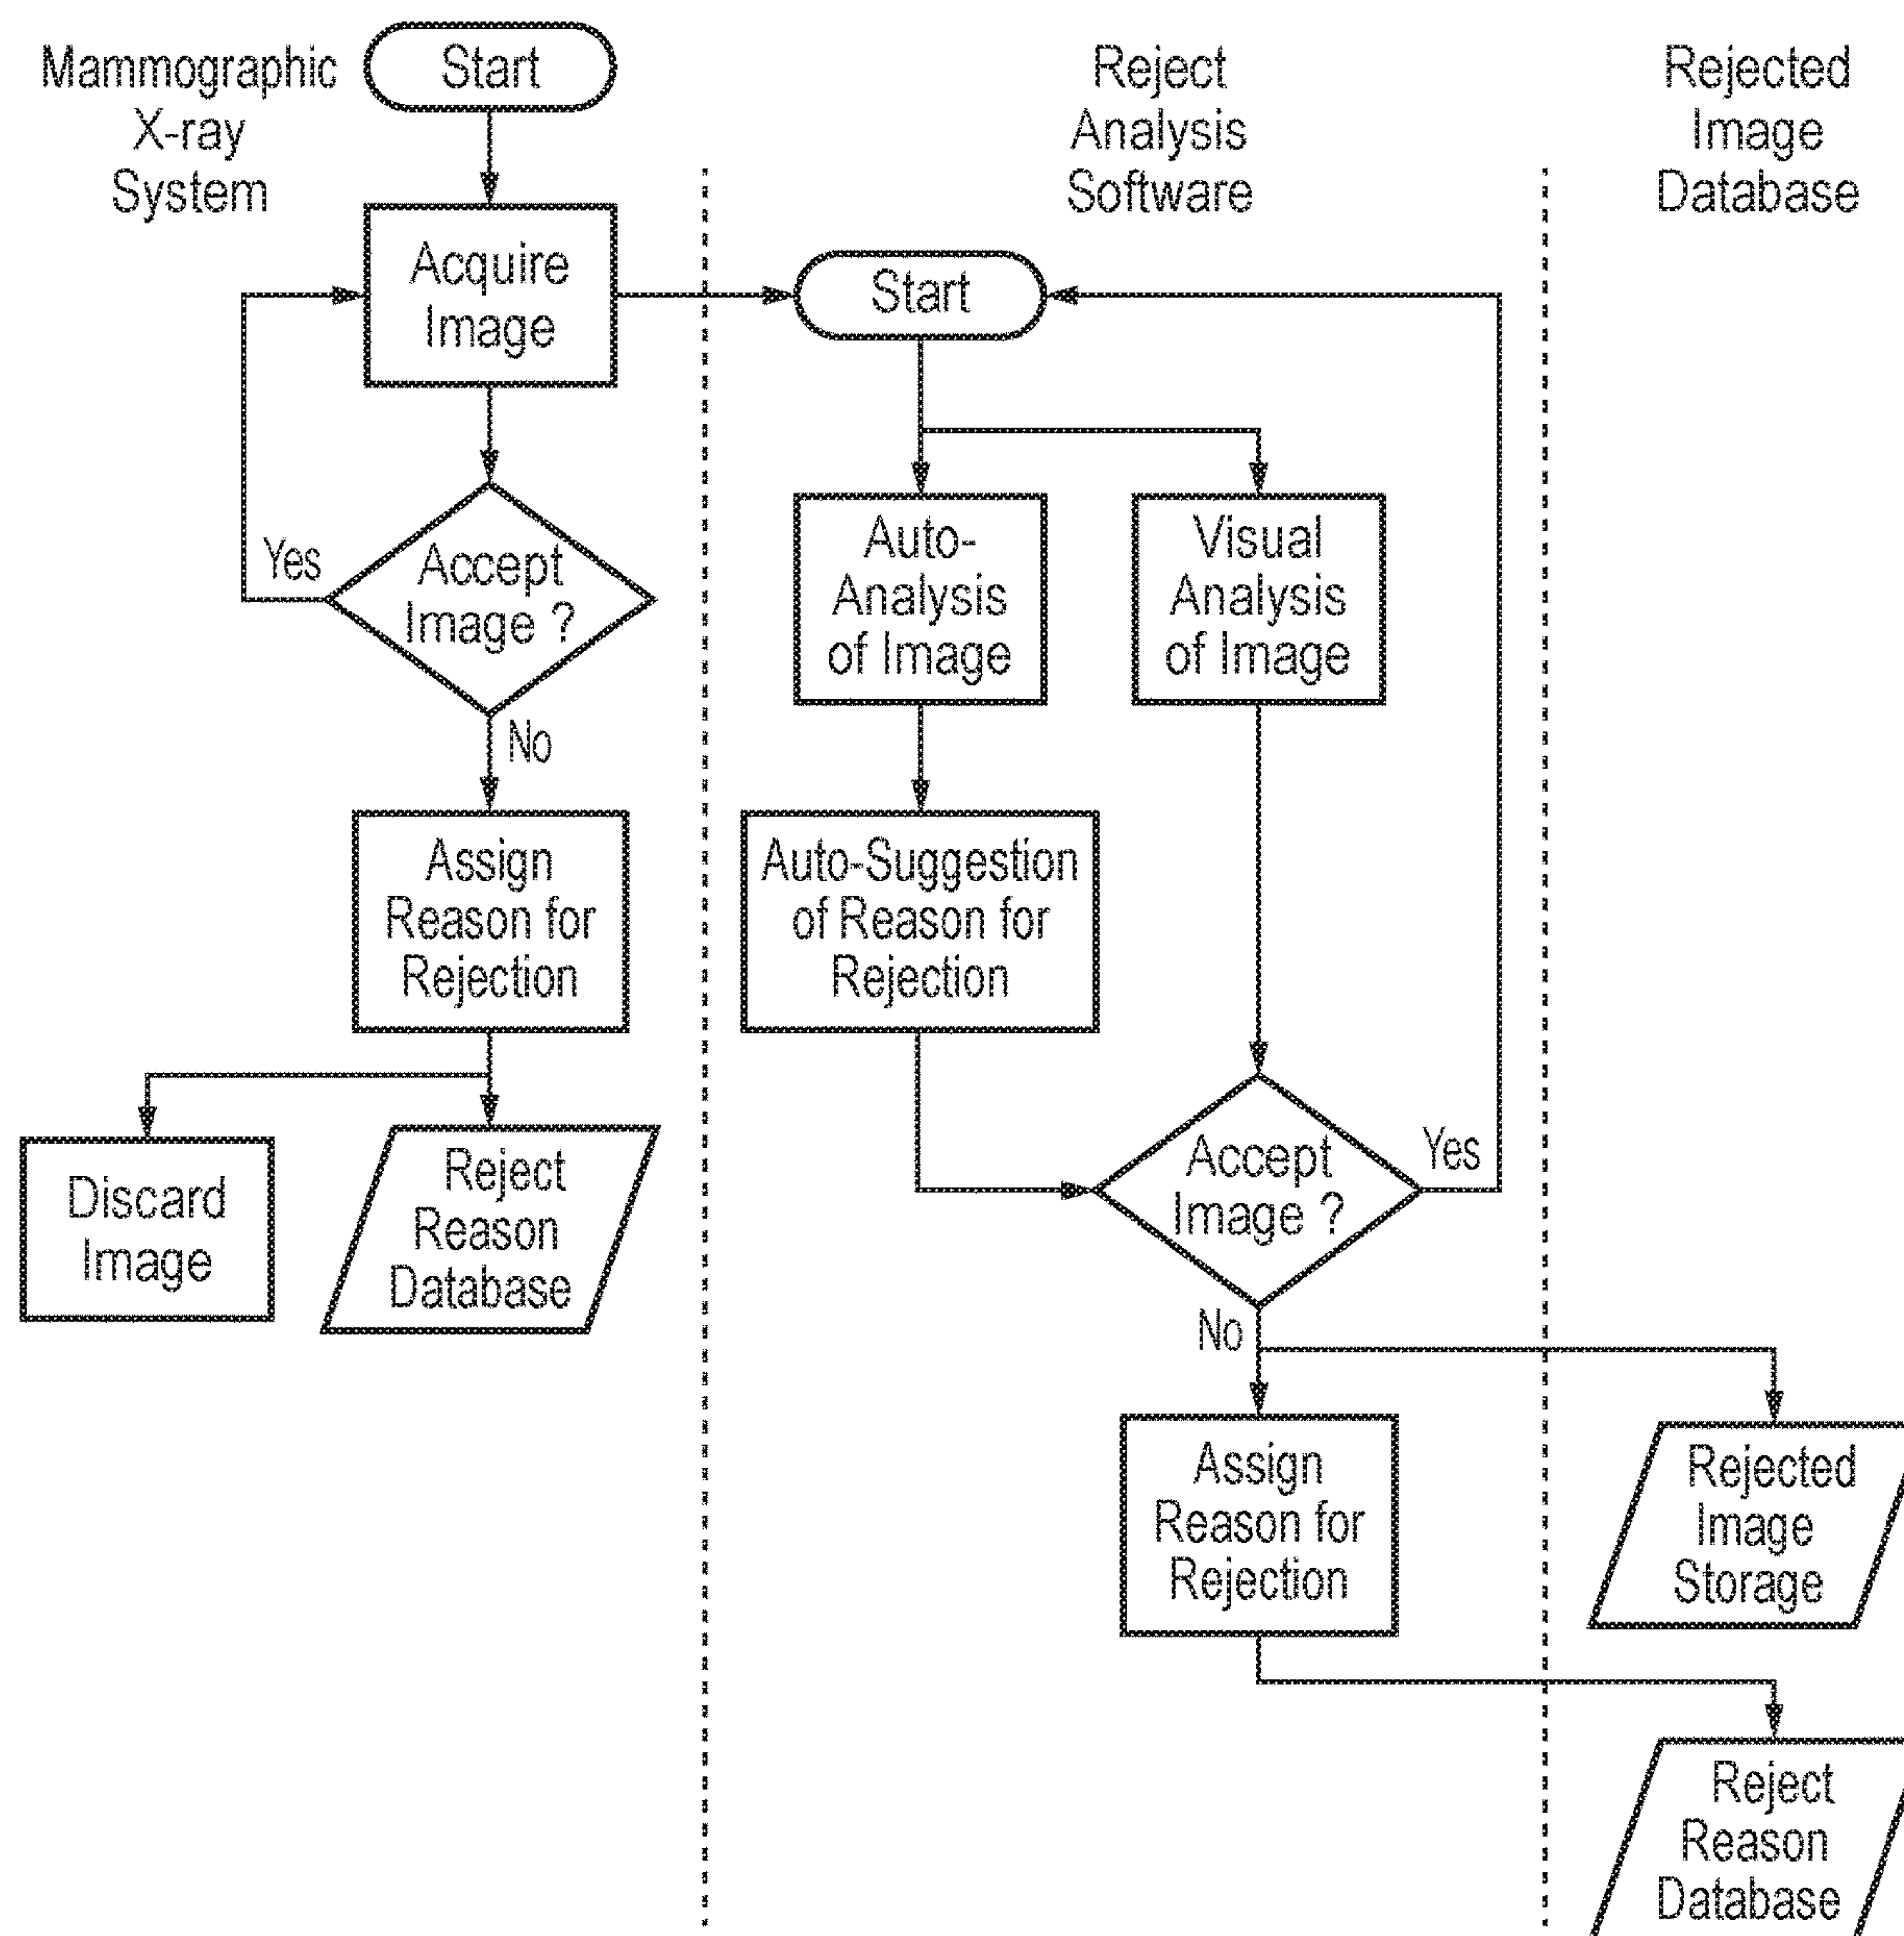 Mammographic
X-ray
System
Start
Reject
Analysis
Software
Rejected
Image
Database
Acquire
Image
Start
Yes
Accept
Image ?
No
Auto-
Analysis
of Image
Visual
Analysis
of Image
Assign
Reason for
Rejection
Auto-Suggestion
of Reason for
Rejection
Discard
Image
Reject
Reason
Database
Accept
Image ?
Yes
No
Assign
Reason for
Rejection
Rejected
Image
Storage
Reject
Reason
Database